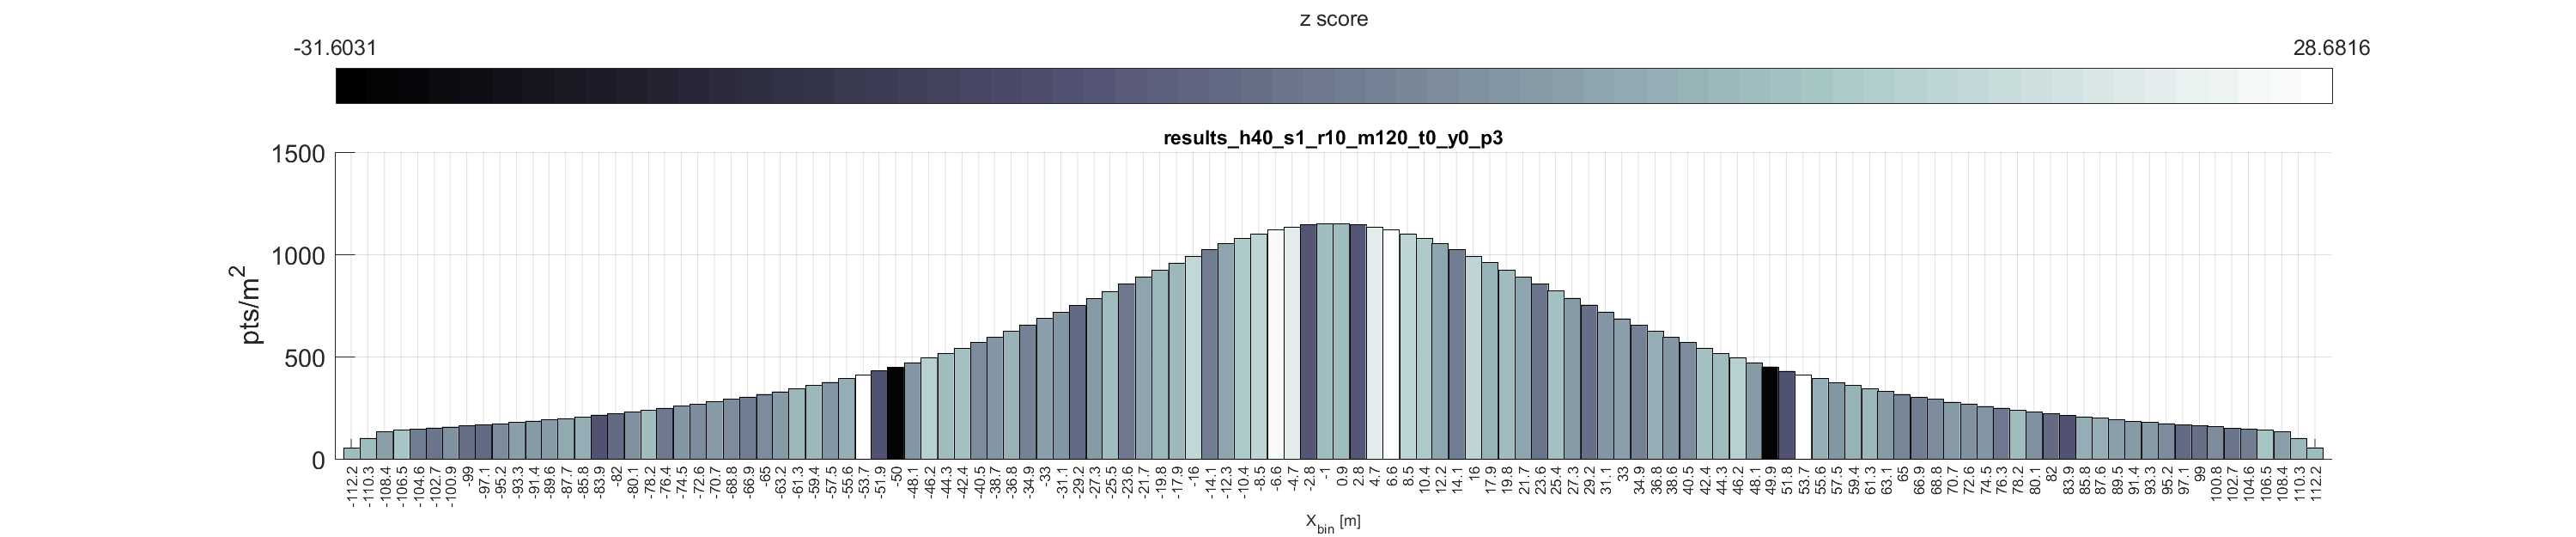 z score
-31.6031 28.6816
results_h40_s1_r10_m120_t0_y0_p3
1500
1000
500
0
pts/m²
-112.2 -110.3 -108.4 -106.5 -104.6 -102.7 -100.9 -99 -97.1 -95.2 -93.3 -91.4 -89.6 -87.7 -85.8 -83.9 -82 -80.1 -78.2 -76.4 -74.5 -72.6 -70.7 -68.8 -66.9 -65 -63.2 -61.3 -59.4 -57.5 -55.6 -53.7 -51.9 -50 -48.1 -46.2 -44.3 -42.4 -40.5 -38.7 -36.8 -34.9 -33 -31.1 -29.2 -27.3 -25.5 -23.6 -21.7 -19.8 -17.9 -16 -14.1 -12.3 -10.4 -8.5 -6.6 -4.7 -2.8 -1 0.9 2.8 4.7 6.6 8.5 10.4 12.2 14.1 16 17.9 19.8 21.7 23.6 25.4 27.3 29.2 31.1 33 34.9 36.8 38.6 40.5 42.4 44.3 46.2 48.1 49.9 51.8 53.7 55.6 57.5 59.4 61.3 63.1 65 66.9 68.8 70.7 72.6 74.5 76.3 78.2 80.1 82 83.9 85.8 87.6 89.5 91.4 93.3 95.2 97.1 99 100.8 102.7 104.6 106.5 108.4 110.3 112.2
X_bin [m]